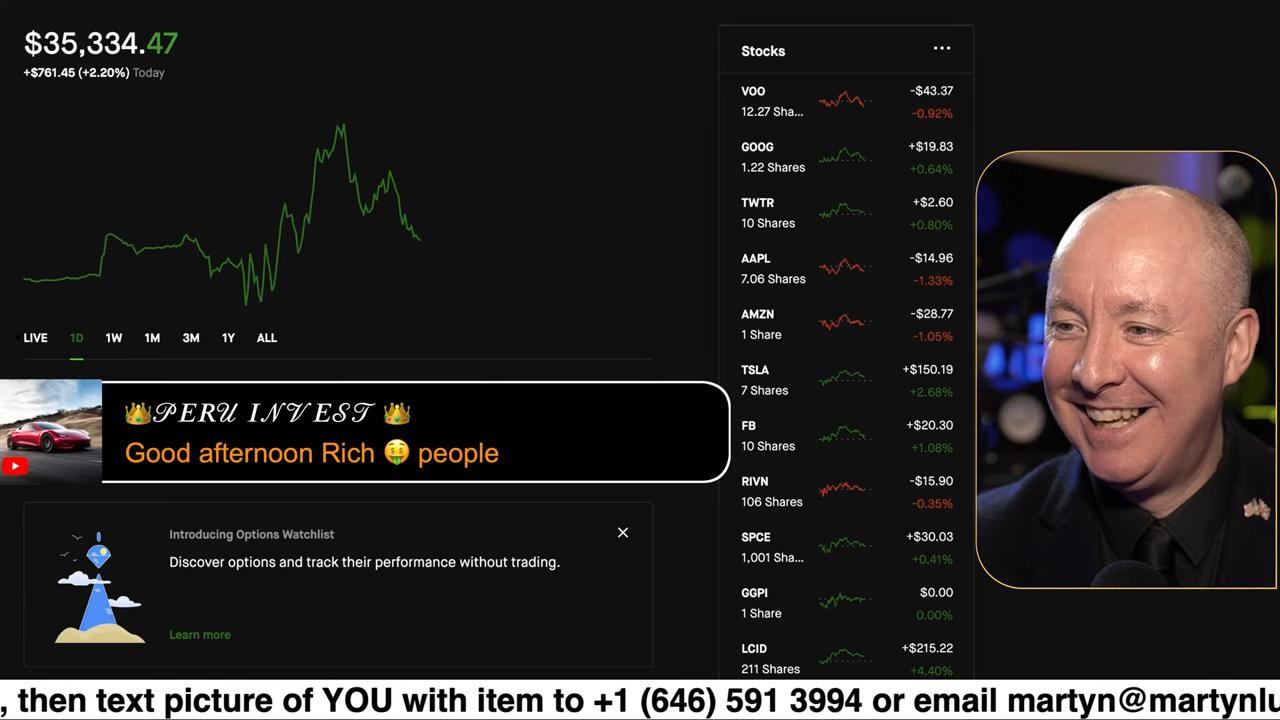 $35,334.47
+$761.45 (+2.20%) Today
LIVE 1D 1W 1M 3M 1Y ALL
👑𝒫𝐸𝑅𝒰 𝐼𝒩𝒱𝐸𝒮𝒯 👑
Good afternoon Rich 🤑 people
Introducing Options Watchlist
Discover options and track their performance without trading.
Learn more
Stocks
VOO -$43.37
12.27 Sha... -0.92%
GOOG +$19.83
1.22 Shares +0.64%
TWTR +$2.60
10 Shares +0.80%
AAPL -$14.96
7.06 Shares -1.33%
AMZN -$28.77
1 Share -1.05%
TSLA +$150.19
7 Shares +2.68%
FB +$20.30
10 Shares +1.08%
RIVN -$15.90
106 Shares -0.35%
SPCE +$30.03
1,001 Sha... +0.41%
GGPI $0.00
1 Share 0.00%
LCID +$215.22
211 Shares +4.40%
, then text picture of YOU with item to +1 (646) 591 3994 or email martyn@martynlu